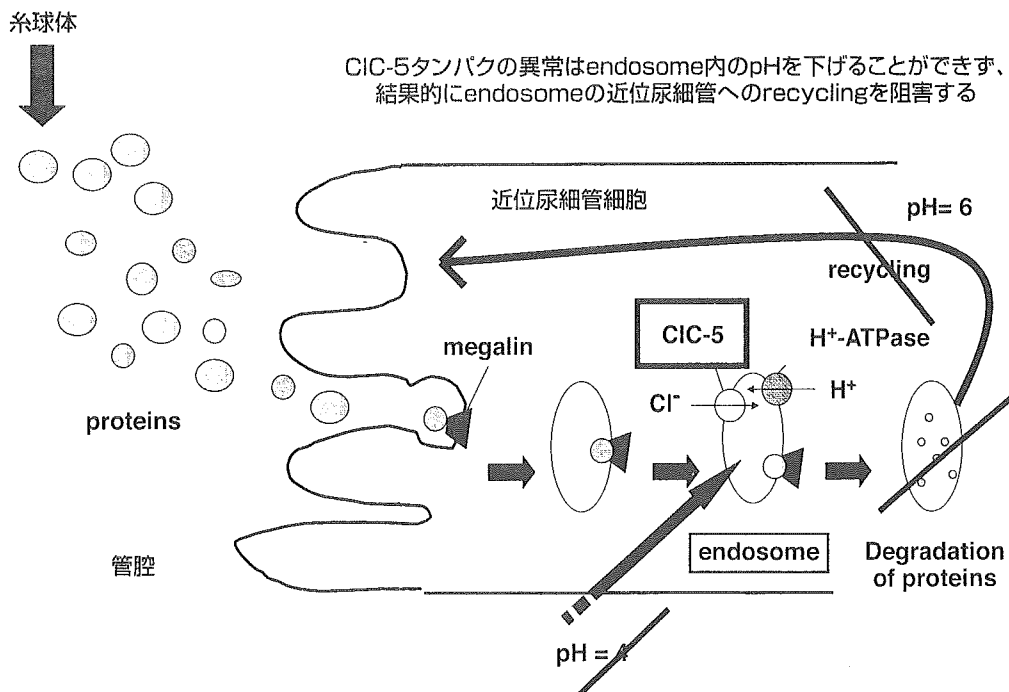 糸球体
ClC-5タンパクの異常はendosome内のpHを下げることができず、
結果的にendosomeの近位尿細管へのrecyclingを阻害する
近位尿細管細胞
pH= 6
recycling
ClC-5
H⁺-ATPase
megalin
Cl⁻
H⁺
proteins
管腔
endosome
Degradation
of proteins
pH = 4